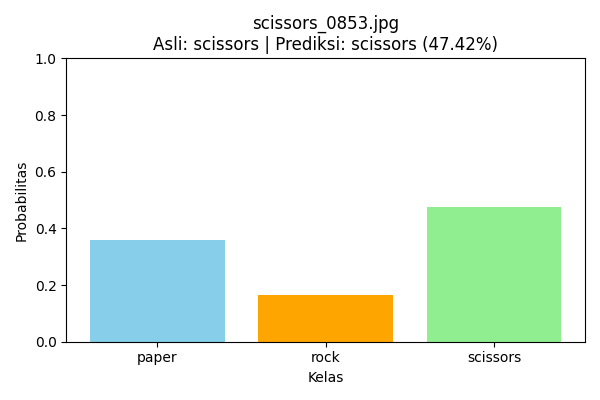 scissors_0853.jpg
Asli: scissors | Prediksi: scissors (47.42%)
Probabilitas
1.0
0.8
0.6
0.4
0.2
0.0
paper
rock
scissors
Kelas